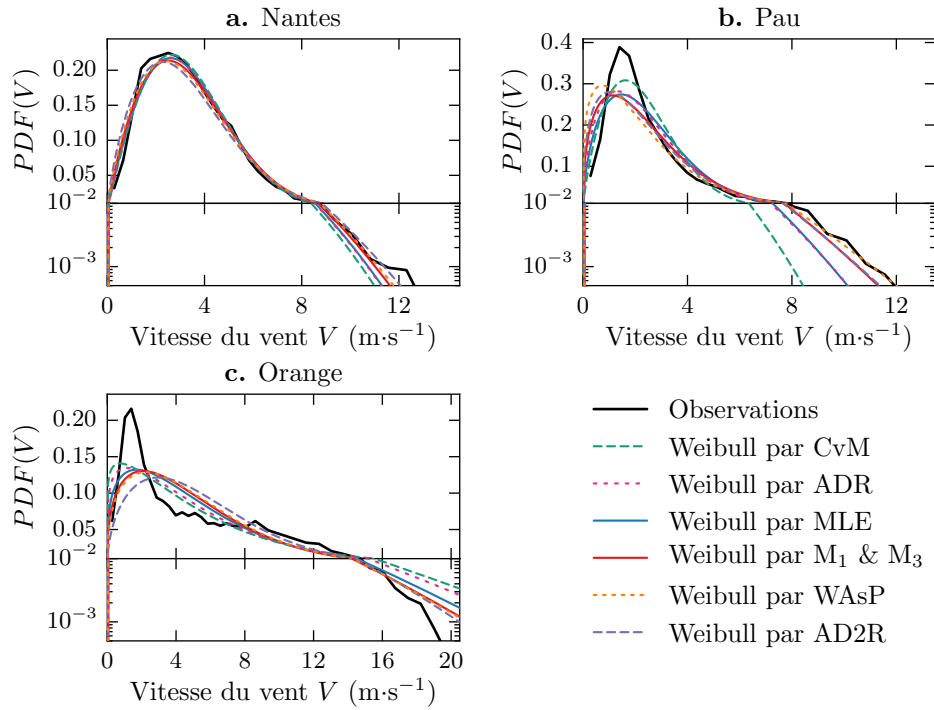 a. Nantes
PDF(V)
0.20
0.15
0.10
0.05
10⁻²
10⁻³
0 4 8 12
Vitesse du vent V (m·s⁻¹)
b. Pau
PDF(V)
0.4
0.3
0.2
0.1
10⁻²
10⁻³
0 4 8 12
Vitesse du vent V (m·s⁻¹)
c. Orange
PDF(V)
0.20
0.15
0.10
0.05
10⁻²
10⁻³
0 4 8 12 16 20
Vitesse du vent V (m·s⁻¹)
Observations
Weibull par CvM
Weibull par ADR
Weibull par MLE
Weibull par M₁ & M₃
Weibull par WAsP
Weibull par AD2R